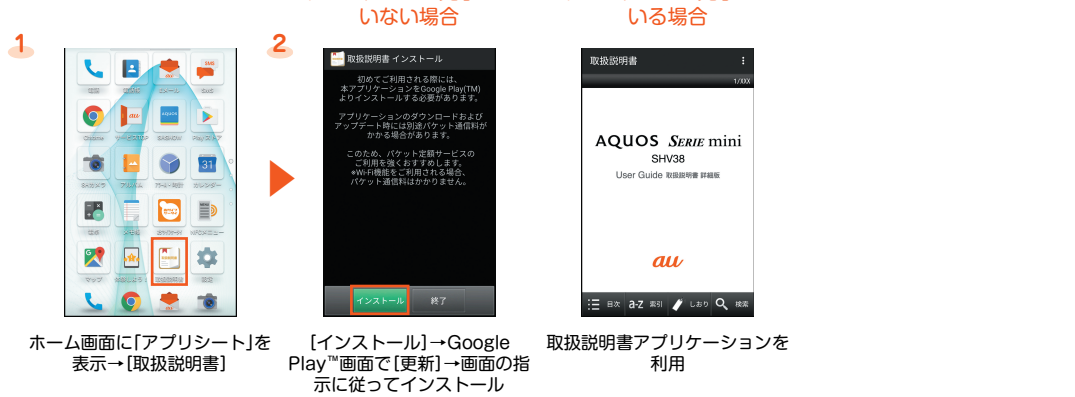 いない場合
いる場合
1
2
取扱説明書 インストール
初めてご利用される際には、
本アプリケーションをGoogle Play(TM)
よりインストールする必要があります。
アプリケーションのダウンロードおよび
アップデート時には別途パケット通信料が
かかる場合があります。
このため、パケット定額サービスの
ご利用を強くおすすめします。
※Wi-Fi機能をご利用される場合、
パケット通信料はかかりません。
インストール
終了
取扱説明書
1/XXX
AQUOS SERIE mini
SHV38
User Guide 取扱説明書 詳細版
au
目次
a-z 索引
しおり
検索
SMS
au
AQUOS
31
カレンダー
マップ
ホーム画面に「アプリシート」を
表示→[取扱説明書]
[インストール]→Google
Play™画面で[更新]→画面の指
示に従ってインストール
取扱説明書アプリケーションを
利用